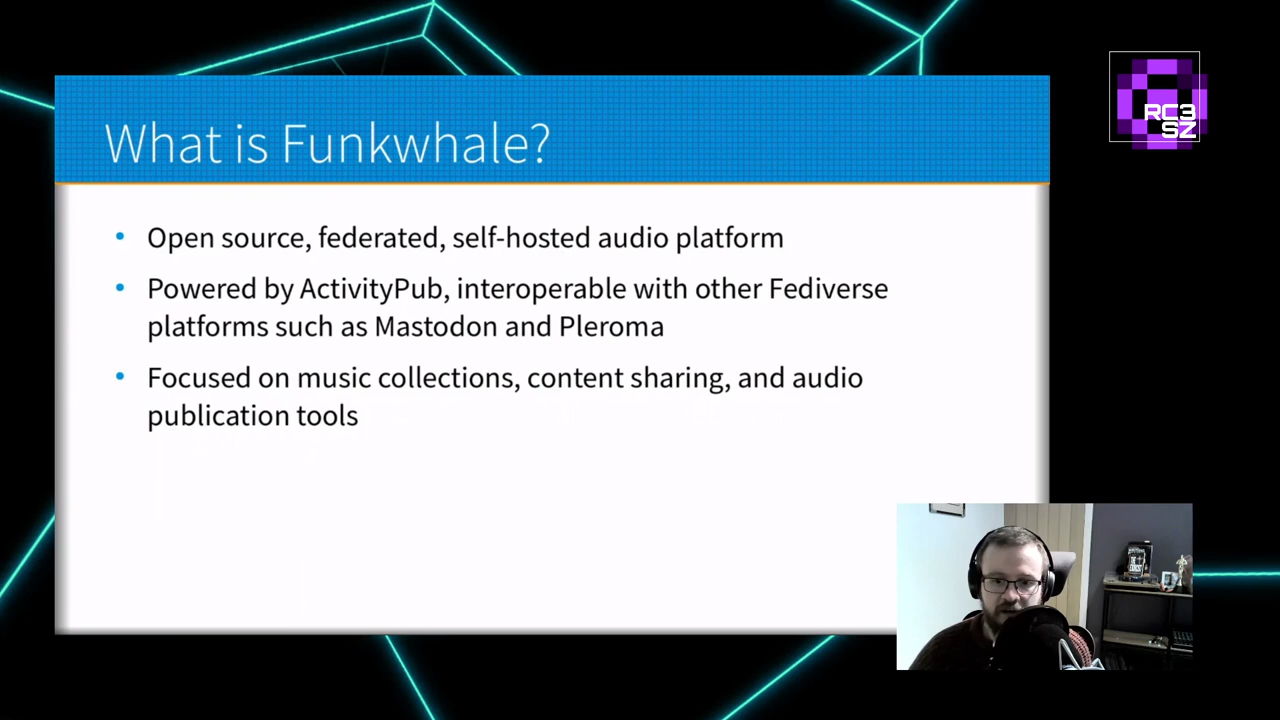 RC3
SZ
What is Funkwhale?
Open source, federated, self-hosted audio platform
Powered by ActivityPub, interoperable with other Fediverse
platforms such as Mastodon and Pleroma
Focused on music collections, content sharing, and audio
publication tools